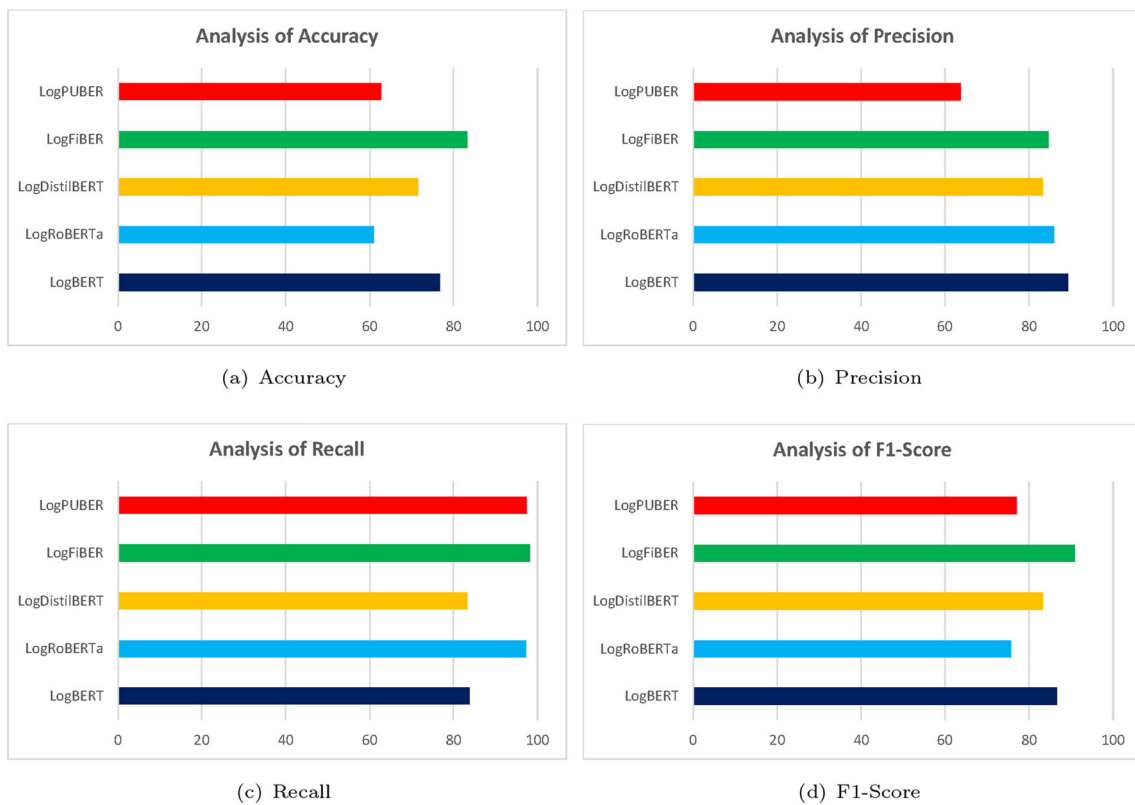 Analysis of Accuracy
LogPUBER
LogFiBER
LogDistilBERT
LogRoBERTa
LogBERT
0 20 40 60 80 100
(a) Accuracy
Analysis of Precision
LogPUBER
LogFiBER
LogDistilBERT
LogRoBERTa
LogBERT
0 20 40 60 80 100
(b) Precision
Analysis of Recall
LogPUBER
LogFiBER
LogDistilBERT
LogRoBERTa
LogBERT
0 20 40 60 80 100
(c) Recall
Analysis of F1-Score
LogPUBER
LogFiBER
LogDistilBERT
LogRoBERTa
LogBERT
0 20 40 60 80 100
(d) F1-Score